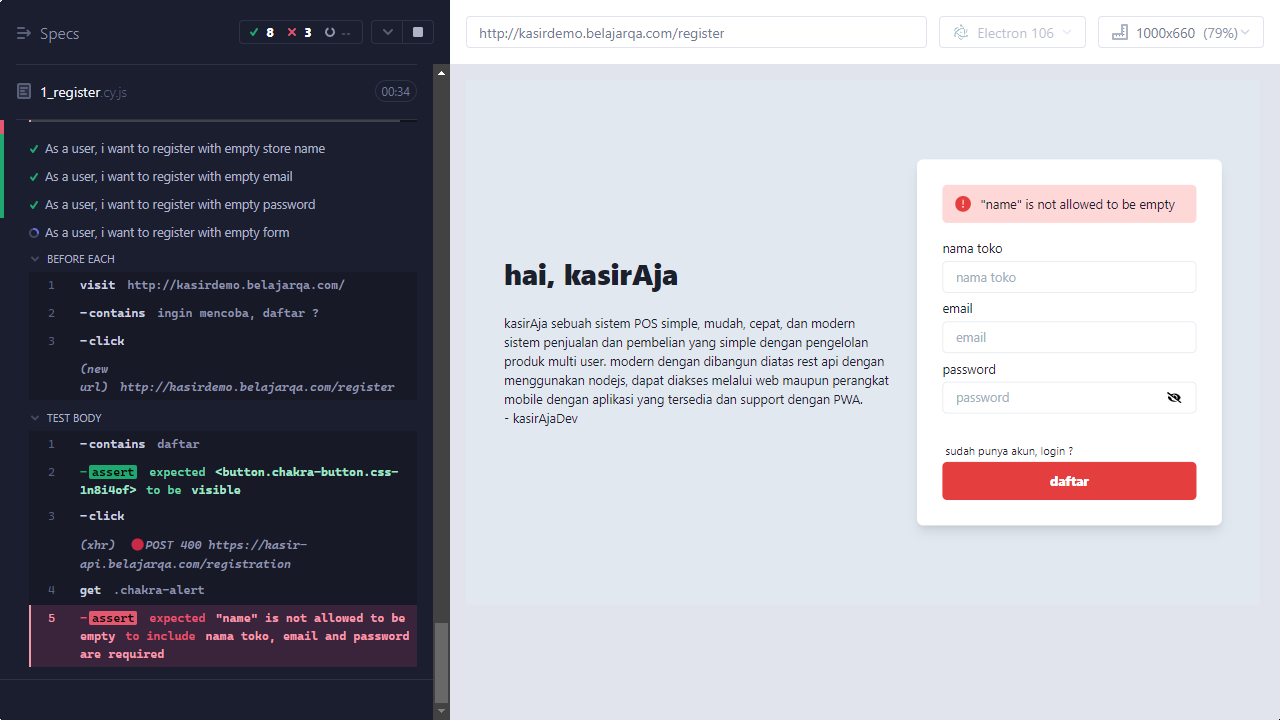 Specs
8 3 --
1_register.cy.js
00:34
As a user, i want to register with empty store name
As a user, i want to register with empty email
As a user, i want to register with empty password
As a user, i want to register with empty form
BEFORE EACH
1 visit http://kasirdemo.belajarqa.com/
2 -contains ingin mencoba, daftar ?
3 -click
(new
url) http://kasirdemo.belajarqa.com/register
TEST BODY
1 -contains daftar
2 -assert expected <button.chakra-button.css-
1n8i4of> to be visible
3 -click
(xhr) POST 400 https://kasir-
api.belajarqa.com/registration
4 get .chakra-alert
5 -assert expected "name" is not allowed to be
empty to include nama toko, email and password
are required
http://kasirdemo.belajarqa.com/register
Electron 106
1000x660 (79%)
hai, kasirAja
kasirAja sebuah sistem POS simple, mudah, cepat, dan modern
sistem penjualan dan pembelian yang simple dengan pengelolan
produk multi user. modern dengan dibangun diatas rest api dengan
menggunakan nodejs, dapat diakses melalui web maupun perangkat
mobile dengan aplikasi yang tersedia dan support dengan PWA.
- kasirAjaDev
"name" is not allowed to be empty
nama toko
nama toko
email
email
password
password
sudah punya akun, login ?
daftar